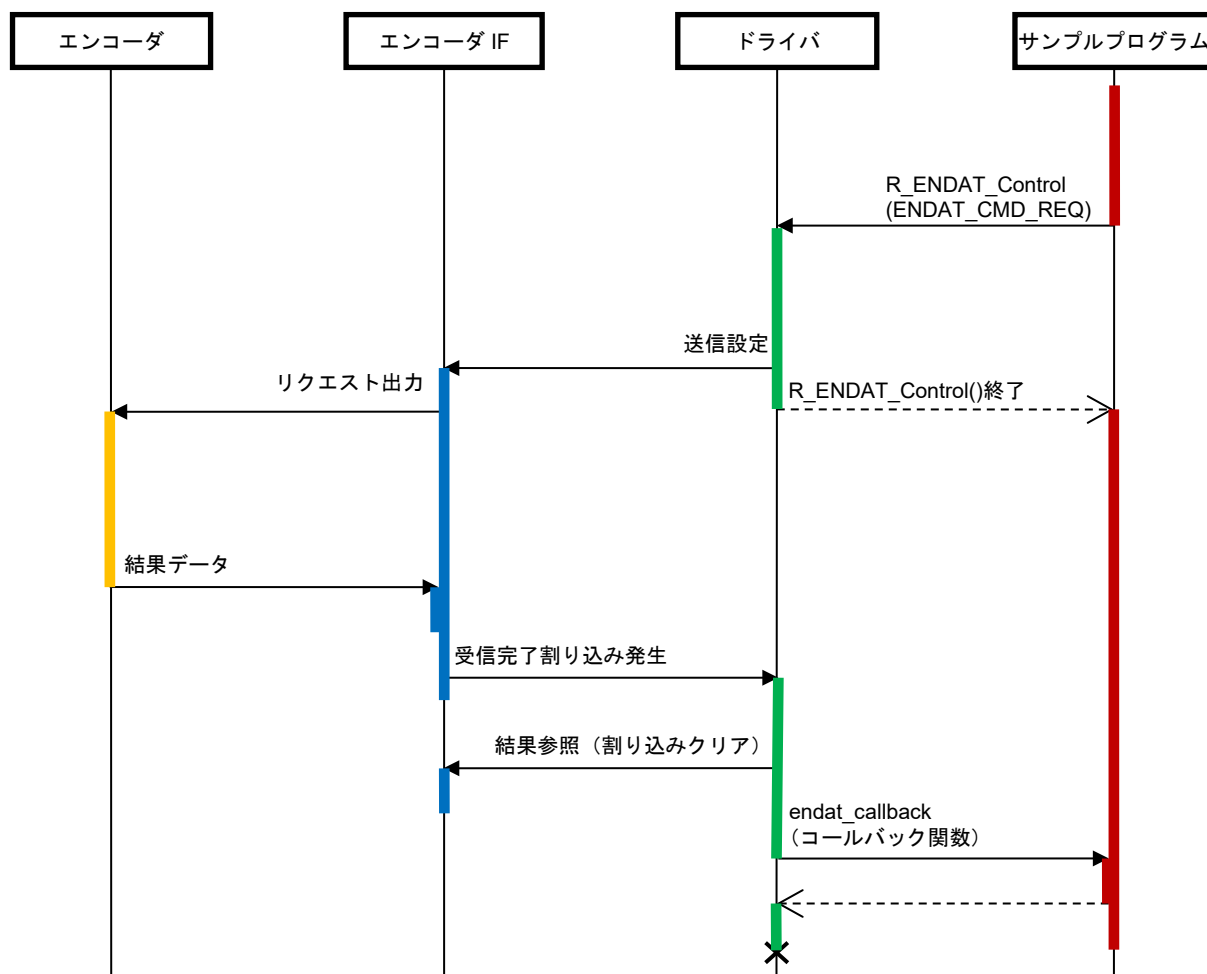 エンコーダ
エンコーダ IF
ドライバ
サンプルプログラム
R_ENDAT_Control
(ENDAT_CMD_REQ)
送信設定
リクエスト出力
R_ENDAT_Control()終了
結果データ
受信完了割り込み発生
結果参照（割り込みクリア）
endat_callback
（コールバック関数）